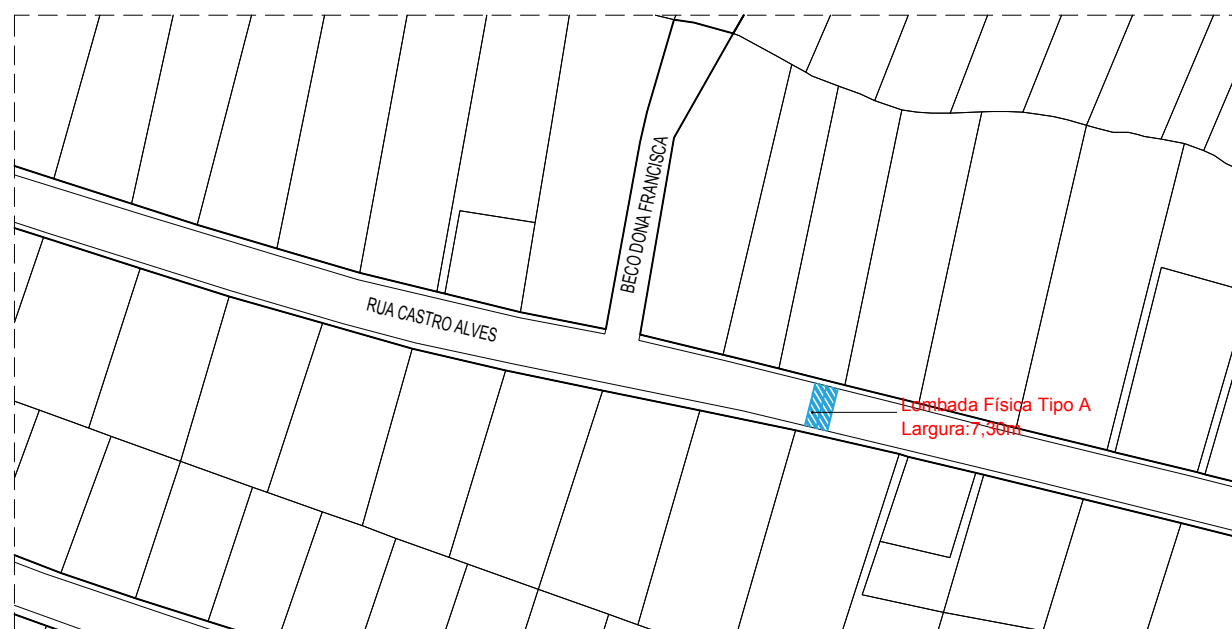 BECO DONA FRANCISCA
RUA CASTRO ALVES
Lombada Física Tipo A
Largura:7,30m